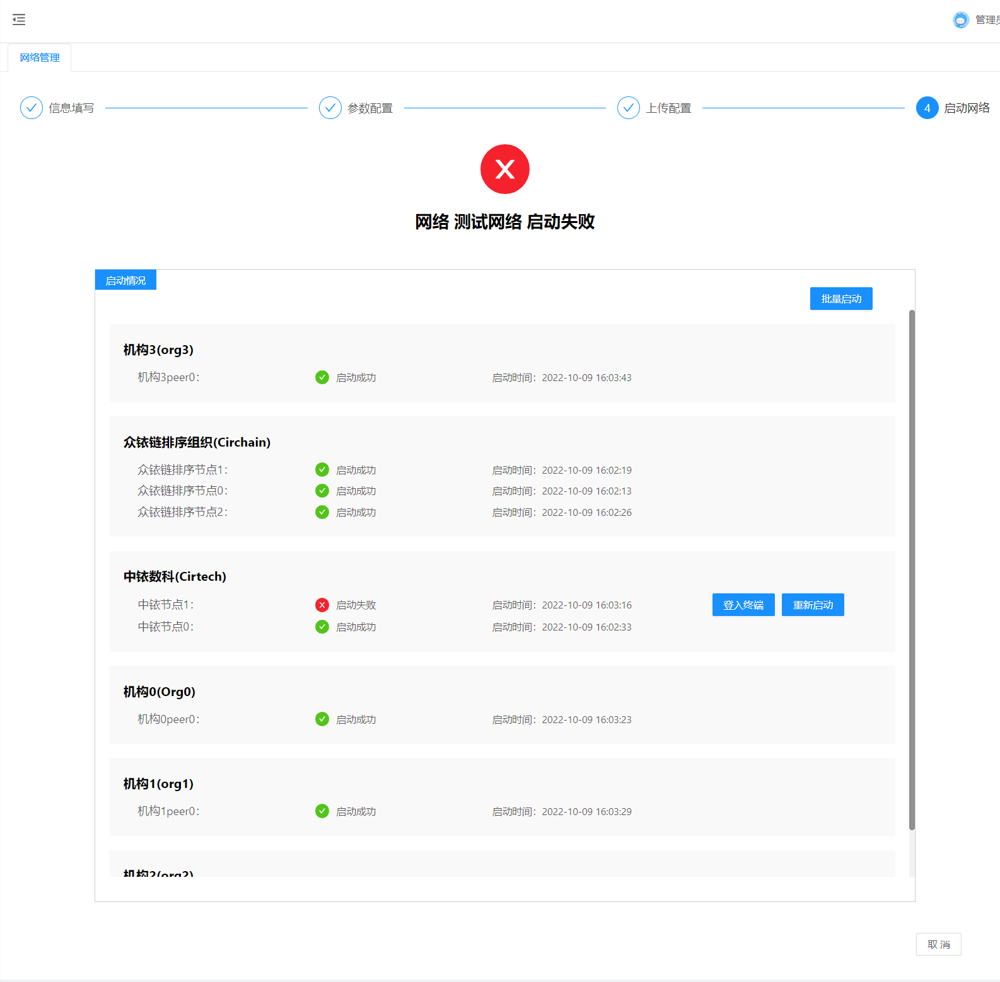 管理员
网络管理
信息填写
参数配置
上传配置
4 启动网络
网络 测试网络 启动失败
启动情况
批量启动
机构3(org3)
机构3peer0： 启动成功 启动时间：2022-10-09 16:03:43
众铱链排序组织(Circhain)
众铱链排序节点1： 启动成功 启动时间：2022-10-09 16:02:19
众铱链排序节点0： 启动成功 启动时间：2022-10-09 16:02:13
众铱链排序节点2： 启动成功 启动时间：2022-10-09 16:02:26
中铱数科(Cirtech)
中铱节点1： 启动失败 启动时间：2022-10-09 16:03:16 登入终端 重新启动
中铱节点0： 启动成功 启动时间：2022-10-09 16:02:33
机构0(Org0)
机构0peer0： 启动成功 启动时间：2022-10-09 16:03:23
机构1(org1)
机构1peer0： 启动成功 启动时间：2022-10-09 16:03:29
机构2(org2)
取 消